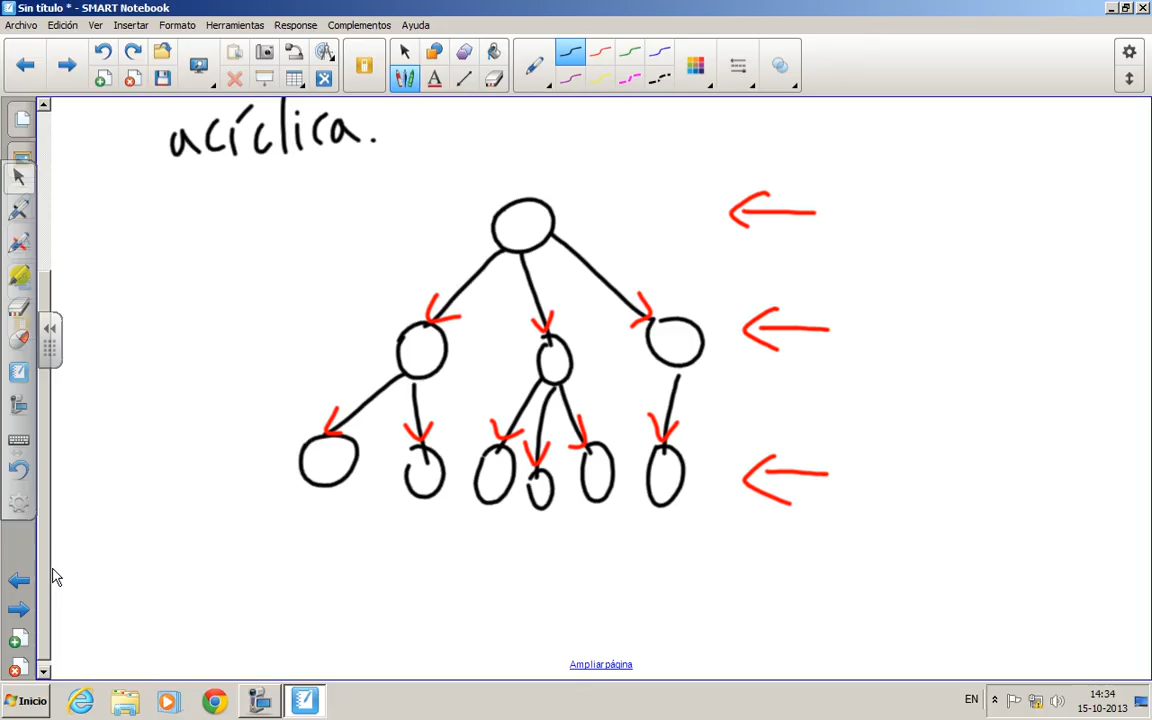 Sin título * - SMART Notebook
Archivo Edición Ver Insertar Formato Herramientas Response Complementos Ayuda
acíclica.
Ampliar página
Inicio
EN
14:34
15-10-2013